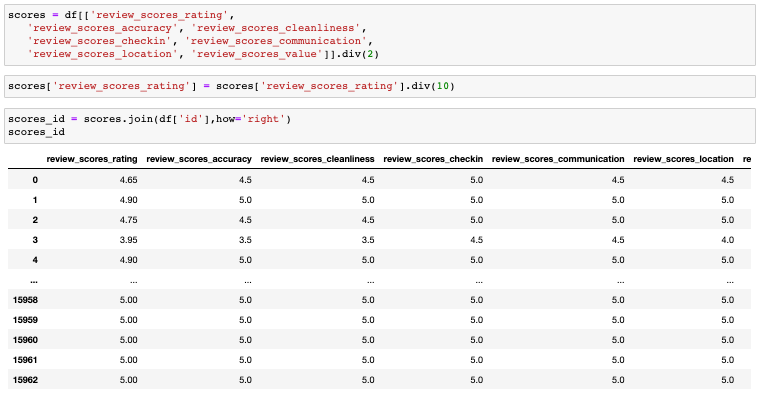 scores = df[['review_scores_rating',
'review_scores_accuracy', 'review_scores_cleanliness',
'review_scores_checkin', 'review_scores_communication',
'review_scores_location', 'review_scores_value']].div(2)
scores['review_scores_rating'] = scores['review_scores_rating'].div(10)
scores_id = scores.join(df['id'],how='right')
scores_id
review_scores_rating review_scores_accuracy review_scores_cleanliness review_scores_checkin review_scores_communication review_scores_location re
0 4.65 4.5 4.5 5.0 4.5 4.5
1 4.90 5.0 5.0 5.0 5.0 5.0
2 4.75 4.5 4.5 5.0 5.0 5.0
3 3.95 3.5 3.5 4.5 4.5 4.0
4 4.90 5.0 5.0 5.0 5.0 5.0
... ... ... ... ... ... ...
15958 5.00 5.0 5.0 5.0 5.0 5.0
15959 5.00 5.0 5.0 5.0 5.0 5.0
15960 5.00 5.0 5.0 5.0 5.0 5.0
15961 5.00 5.0 5.0 5.0 5.0 5.0
15962 5.00 5.0 5.0 5.0 5.0 5.0